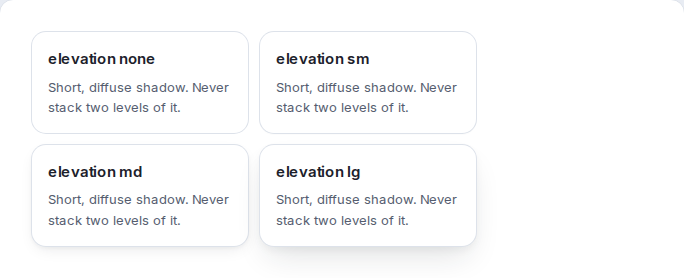 elevation none
Short, diffuse shadow. Never
stack two levels of it.
elevation sm
Short, diffuse shadow. Never
stack two levels of it.
elevation md
Short, diffuse shadow. Never
stack two levels of it.
elevation lg
Short, diffuse shadow. Never
stack two levels of it.